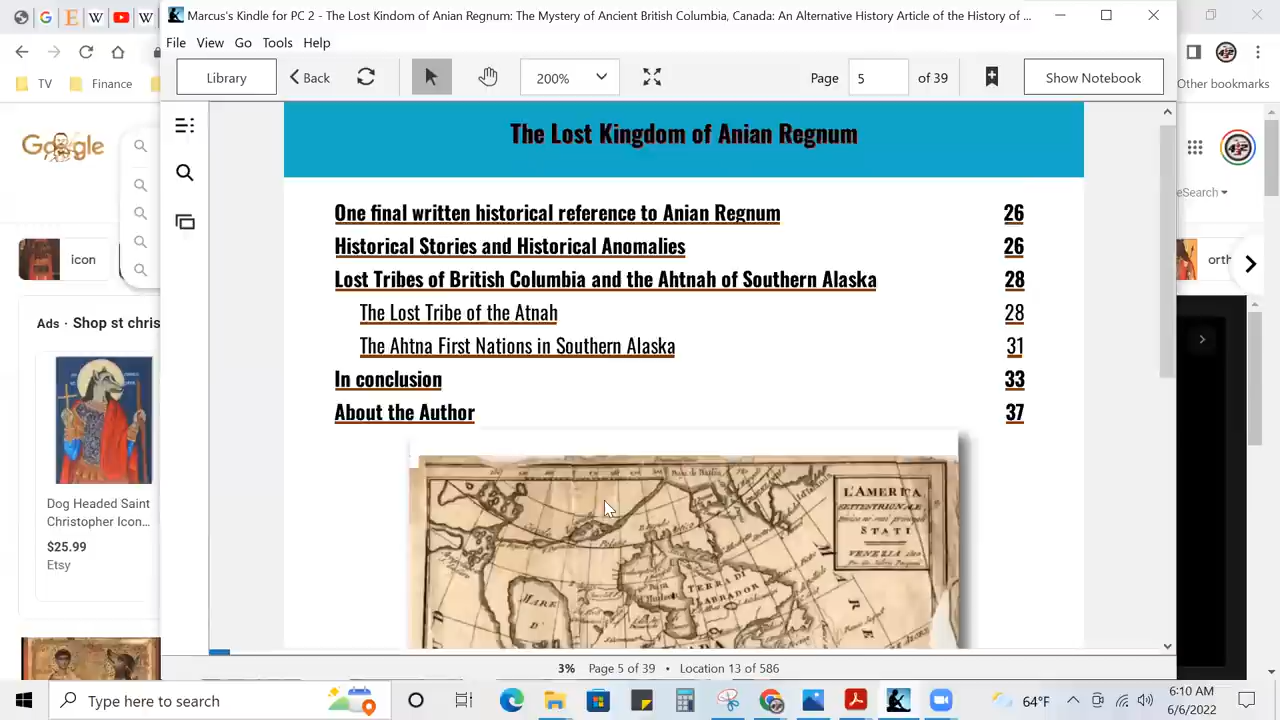 Marcus's Kindle for PC 2 - The Lost Kindom of Anian Regnum: The Mystery of Ancient British Columbia, Canada: An Alternative History Article of the History of ...
File View Go Tools Help
Library Back 200% Page 5 of 39 Show Notebook
TV Finance
Other bookmarks
Google
eSearch
icon
orth
Ads · Shop st chris
Dog Headed Saint
Christopher Icon...
$25.99
Etsy
The Lost Kingdom of Anian Regnum
One final written historical reference to Anian Regnum 26
Historical Stories and Historical Anomalies 26
Lost Tribes of British Columbia and the Ahtnah of Southern Alaska 28
The Lost Tribe of the Atnah 28
The Ahtna First Nations in Southern Alaska 31
In conclusion 33
About the Author 37
L'AMERICA
SETTENTRIONALE
STATI
VENEZIA
TERRA DI
LABRADOR
MARE
D'
3% Page 5 of 39 • Location 13 of 586
Type here to search
64°F
6:10 AM
6/6/2022